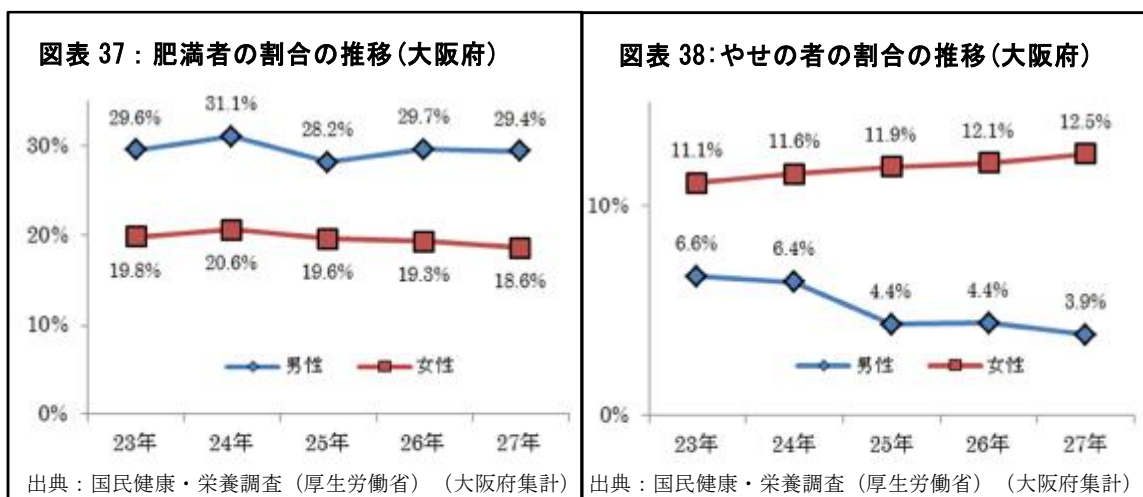 図表 37：肥満者の割合の推移(大阪府)
29.6%
31.1%
28.2%
29.7%
29.4%
30%
20%
19.8%
20.6%
19.6%
19.3%
18.6%
10%
男性
女性
0%
23年
24年
25年
26年
27年
出典：国民健康・栄養調査（厚生労働省）（大阪府集計）
図表 38：やせの者の割合の推移(大阪府)
11.1%
11.6%
11.9%
12.1%
12.5%
10%
6.6%
6.4%
4.4%
4.4%
3.9%
男性
女性
0%
23年
24年
25年
26年
27年
出典：国民健康・栄養調査（厚生労働省）（大阪府集計）